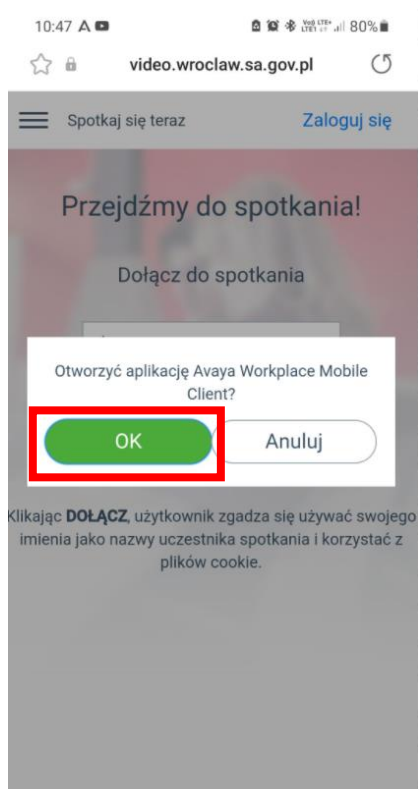 10:47 A VoLTE+ LTE1 80%
video.wroclaw.sa.gov.pl
Spotkaj się teraz Zaloguj się
Przejdźmy do spotkania!
Dołącz do spotkania
Otworzyć aplikację Avaya Workplace Mobile
Client?
OK Anuluj
Klikając DOŁĄCZ, użytkownik zgadza się używać swojego
imienia jako nazwy uczestnika spotkania i korzystać z
plików cookie.